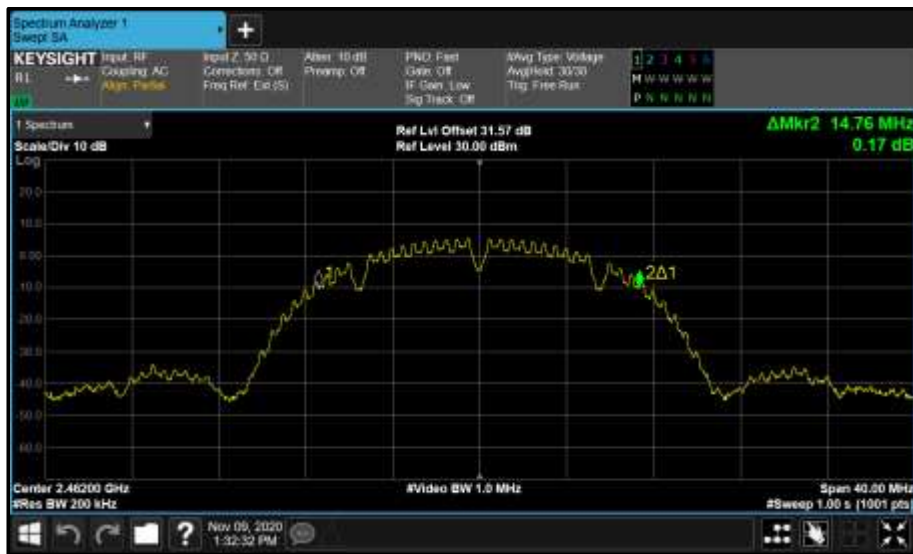 Spectrum Analyzer 1
Swept SA
+
KEYSIGHT
R L
Input: RF
Coupling: AC
Align: Partial
Input Z: 50 Ω
Corrections: Off
Freq Ref: Ext (S)
Atten: 10 dB
Preamp: Off
PNO: Fast
Gate: Off
IF Gain: Low
Sig Track: Off
Avg Type: Voltage
Avg|Hold: 30/30
Trig: Free Run
1 2 3 4 5 6
M W W W W W
P N N N N N
1 Spectrum
Scale/Div 10 dB
Ref Lvl Offset 31.57 dB
Ref Level 30.00 dBm
ΔMkr2 14.76 MHz
0.17 dB
Log
20.0
10.0
0.00
-10.0
-20.0
-30.0
-40.0
-50.0
-60.0
1
2Δ1
Center 2.46200 GHz
#Res BW 200 kHz
#Video BW 1.0 MHz
Span 40.00 MHz
#Sweep 1.00 s (1001 pts)
?
Nov 09, 2020
1:32:32 PM